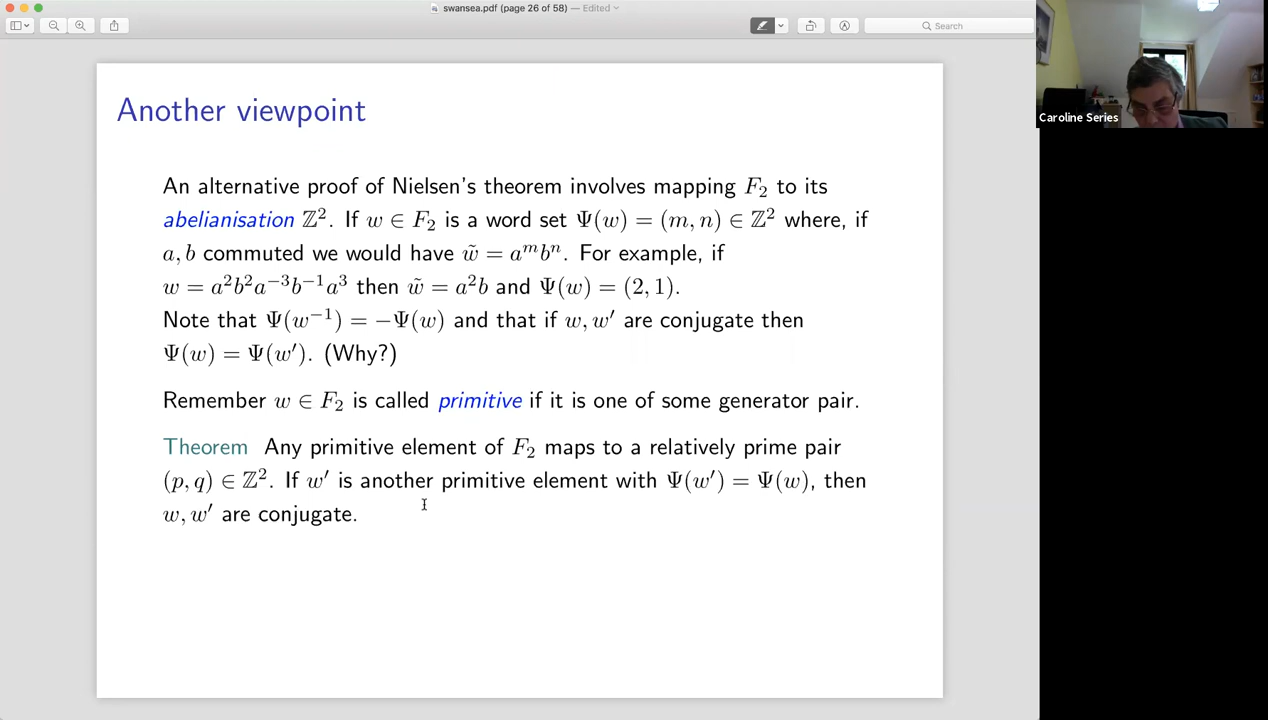 swansea.pdf (page 26 of 58) — Edited
Search
Another viewpoint
An alternative proof of Nielsen's theorem involves mapping F₂ to its
abelianisation ℤ². If w ∈ F₂ is a word set Ψ(w) = (m, n) ∈ ℤ² where, if
a, b commuted we would have w̃ = aᵐbⁿ. For example, if
w = a²b²a⁻³b⁻¹a³ then w̃ = a²b and Ψ(w) = (2, 1).
Note that Ψ(w⁻¹) = −Ψ(w) and that if w, w′ are conjugate then
Ψ(w) = Ψ(w′). (Why?)
Remember w ∈ F₂ is called primitive if it is one of some generator pair.
Theorem Any primitive element of F₂ maps to a relatively prime pair
(p, q) ∈ ℤ². If w′ is another primitive element with Ψ(w′) = Ψ(w), then
w, w′ are conjugate.
Caroline Series